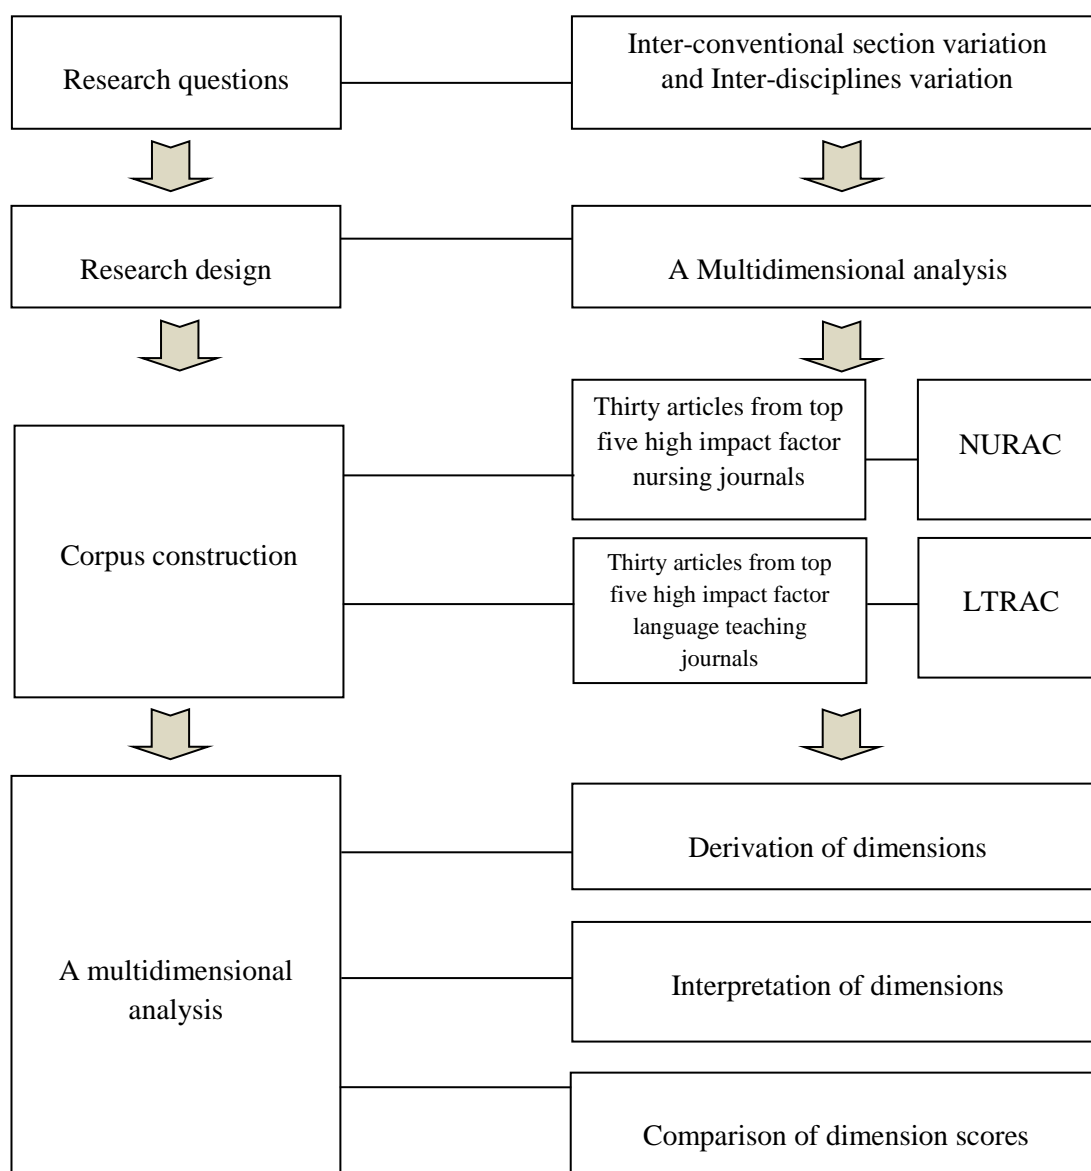 Research questions
Inter-conventional section variation
and Inter-disciplines variation
Research design
A Multidimensional analysis
Corpus construction
Thirty articles from top
five high impact factor
nursing journals
NURAC
Thirty articles from top
five high impact factor
language teaching
journals
LTRAC
A multidimensional
analysis
Derivation of dimensions
Interpretation of dimensions
Comparison of dimension scores